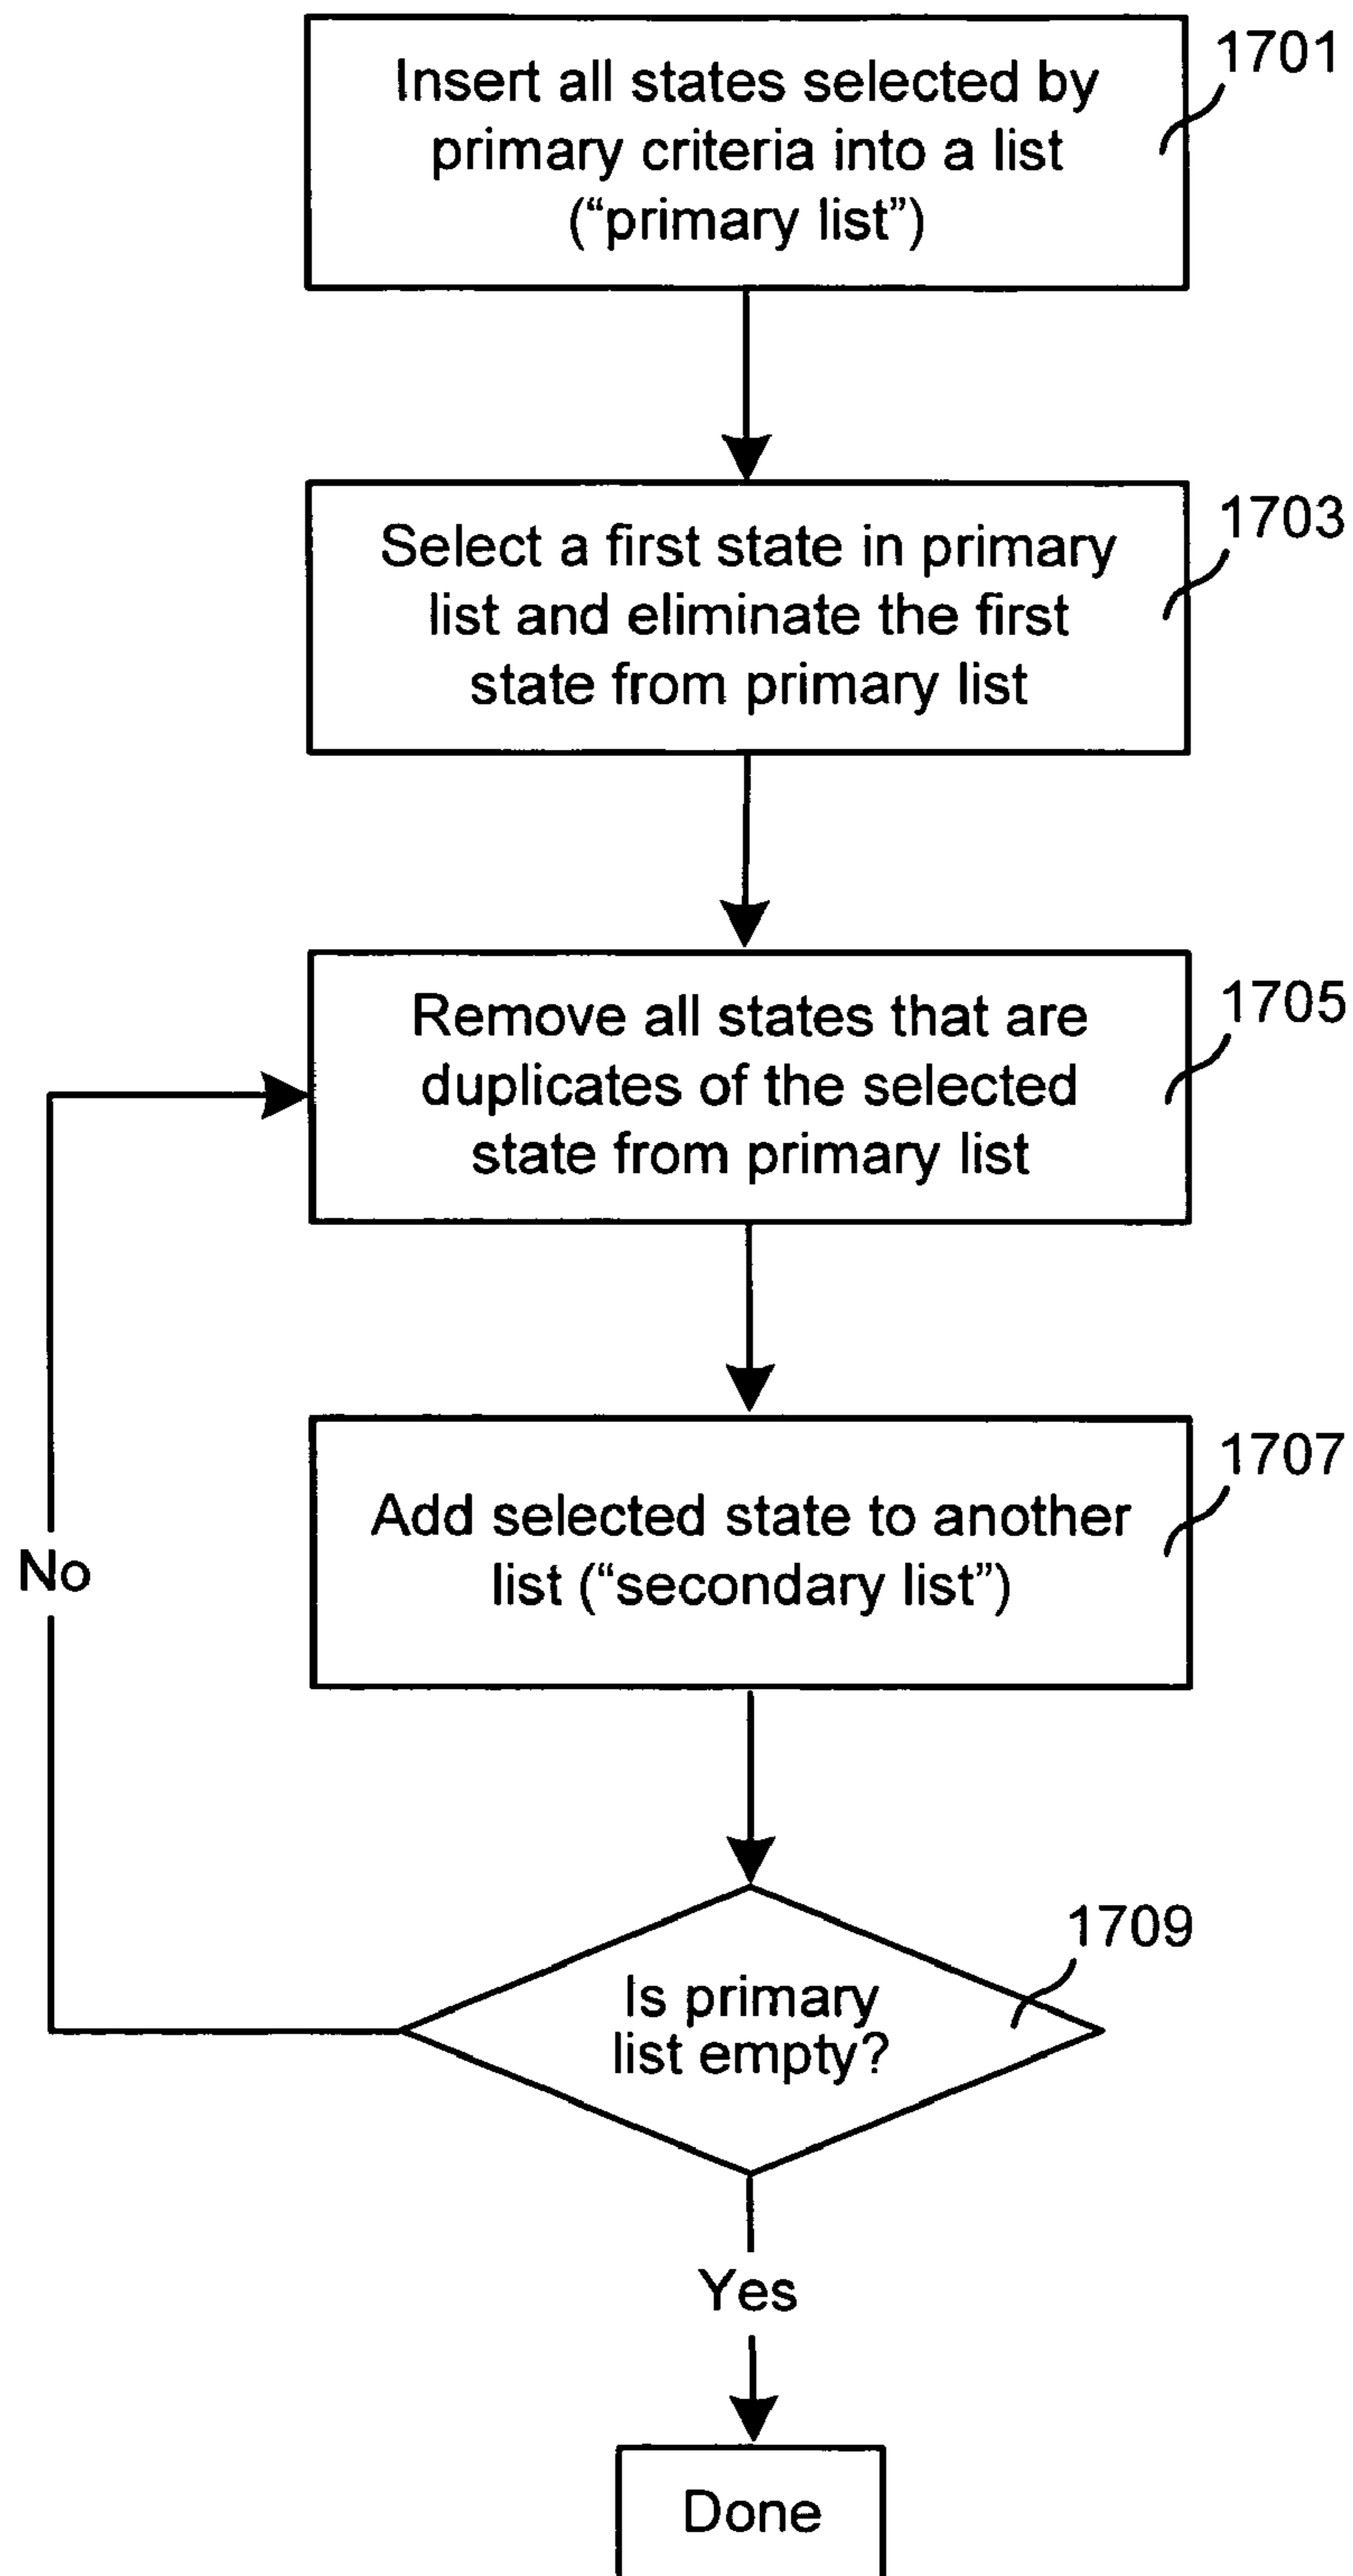 Insert all states selected by
primary criteria into a list
(“primary list”)
1701
Select a first state in primary
list and eliminate the first
state from primary list
1703
Remove all states that are
duplicates of the selected
state from primary list
1705
Add selected state to another
list (“secondary list”)
1707
No
Is primary
list empty?
1709
Yes
Done